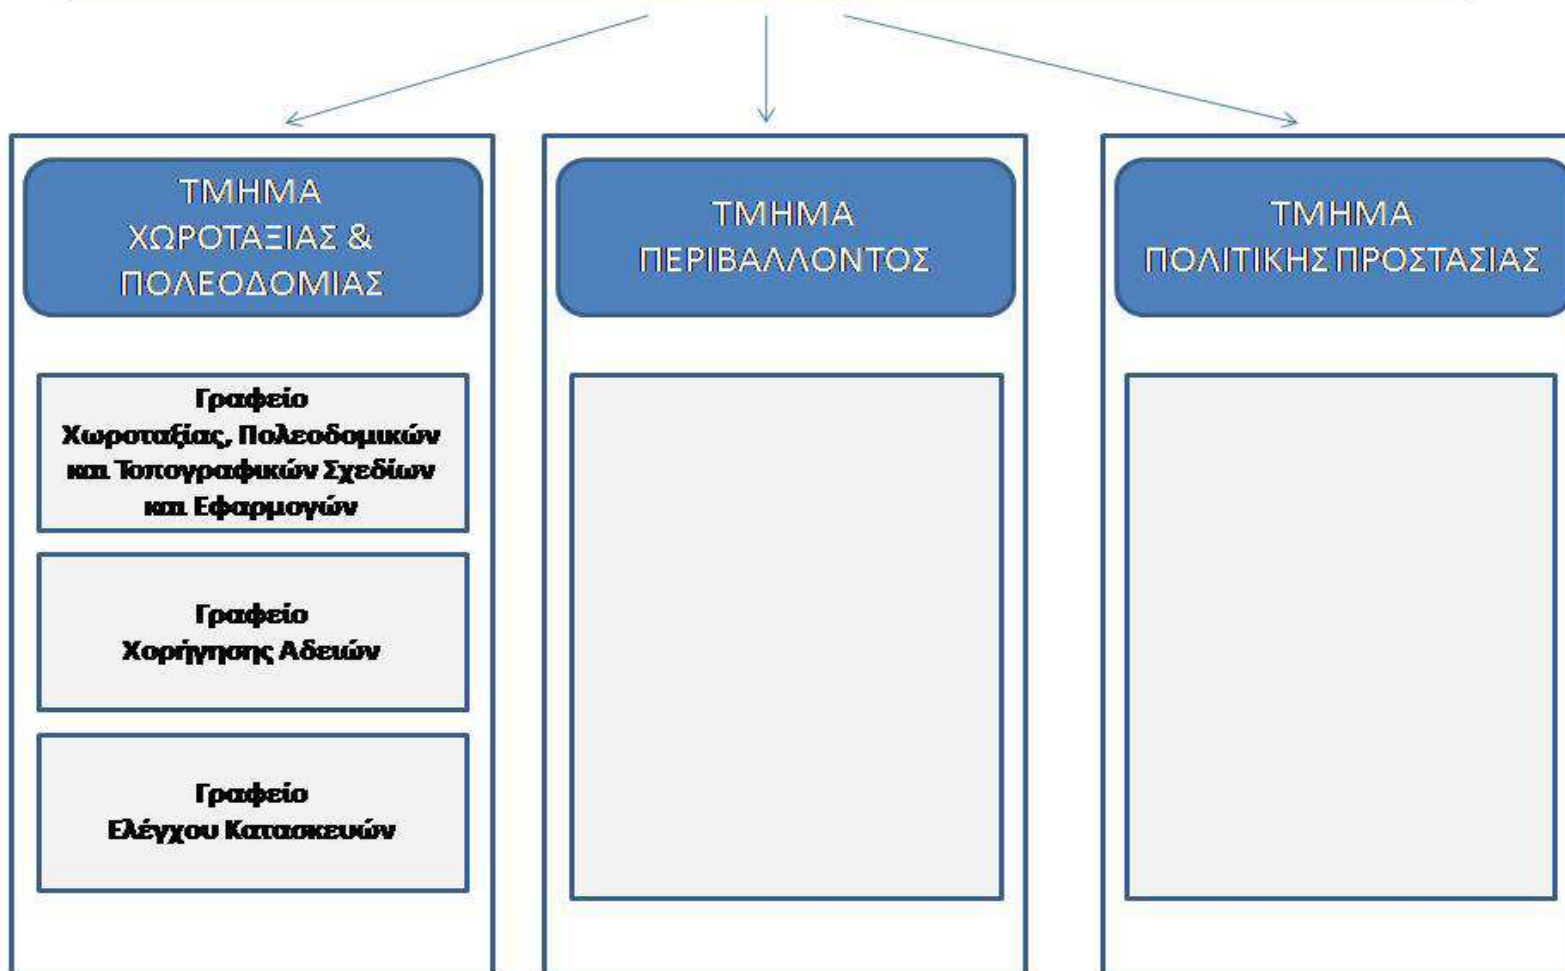 ΤΜΗΜΑ
ΧΩΡΟΤΑΞΙΑΣ &
ΠΟΛΕΟΔΟΜΙΑΣ
Γραφείο
Χωροταξίας, Πολεοδομικών
και Τοπογραφικών Σχεδίων
και Εφαρμογών
Γραφείο
Χορήγησης Αδειών
Γραφείο
Ελέγχου Κατασκευών
ΤΜΗΜΑ
ΠΕΡΙΒΑΛΛΟΝΤΟΣ
ΤΜΗΜΑ
ΠΟΛΙΤΙΚΗΣ ΠΡΟΣΤΑΣΙΑΣ